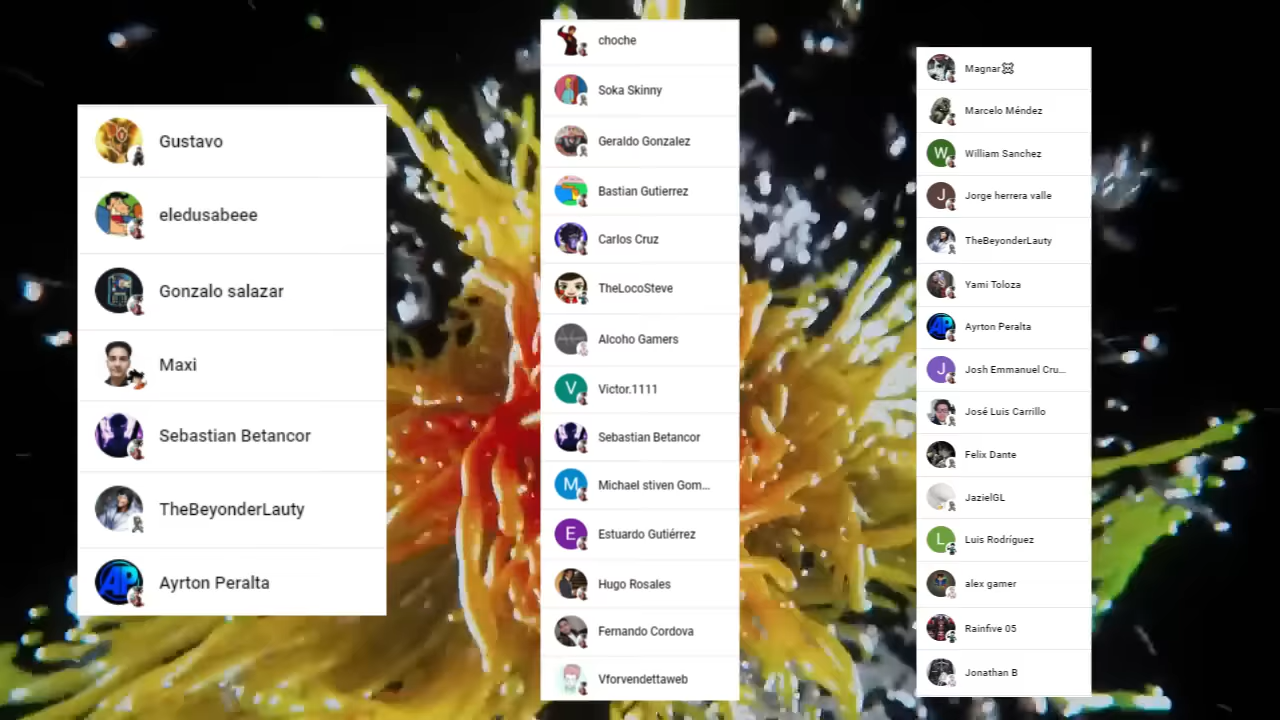 Gustavo
eledusabeee
Gonzalo salazar
Maxi
Sebastian Betancor
TheBeyonderLauty
AP
Ayrton Peralta
choche
Soka Skinny
Geraldo Gonzalez
Bastian Gutierrez
Carlos Cruz
TheLocoSteve
Alcoho Gamers
V
Victor.1111
Sebastian Betancor
M
Michael stiven Gom...
E
Estuardo Gutiérrez
Hugo Rosales
Fernando Cordova
Vforvendettaweb
Magnar☠
Marcelo Méndez
W
William Sanchez
J
Jorge herrera valle
TheBeyonderLauty
Yami Toloza
AP
Ayrton Peralta
J
Josh Emmanuel Cru...
José Luis Carrillo
Felix Dante
JazielGL
L
Luis Rodríguez
alex gamer
Rainfive 05
Jonathan B